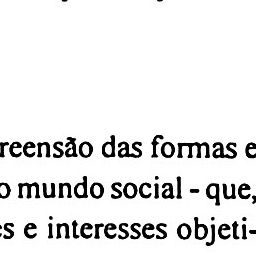 reensão das formas e
o mundo social - que,
es e interesses objeti-